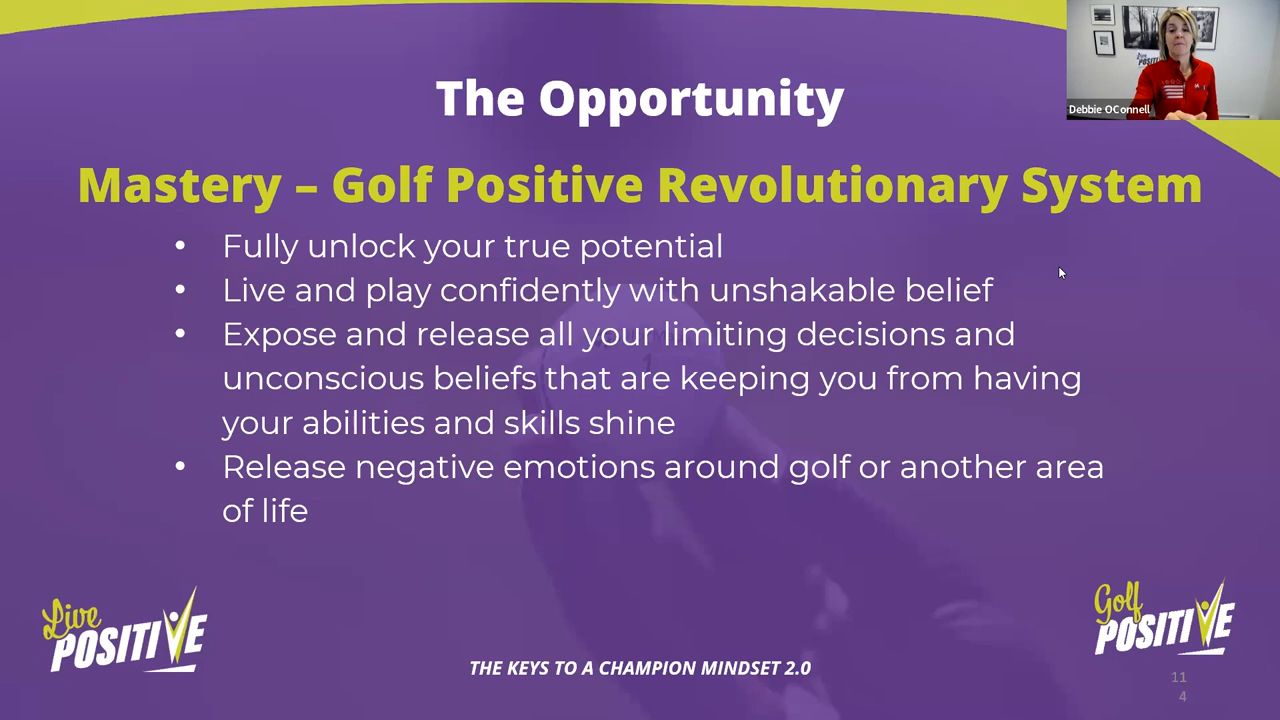 The Opportunity
Debbie OConnell
Mastery – Golf Positive Revolutionary System
• Fully unlock your true potential
• Live and play confidently with unshakable belief
• Expose and release all your limiting decisions and
unconscious beliefs that are keeping you from having
your abilities and skills shine
• Release negative emotions around golf or another area
of life
Live
POSITIVE
THE KEYS TO A CHAMPION MINDSET 2.0
Golf
POSITIVE
11
4